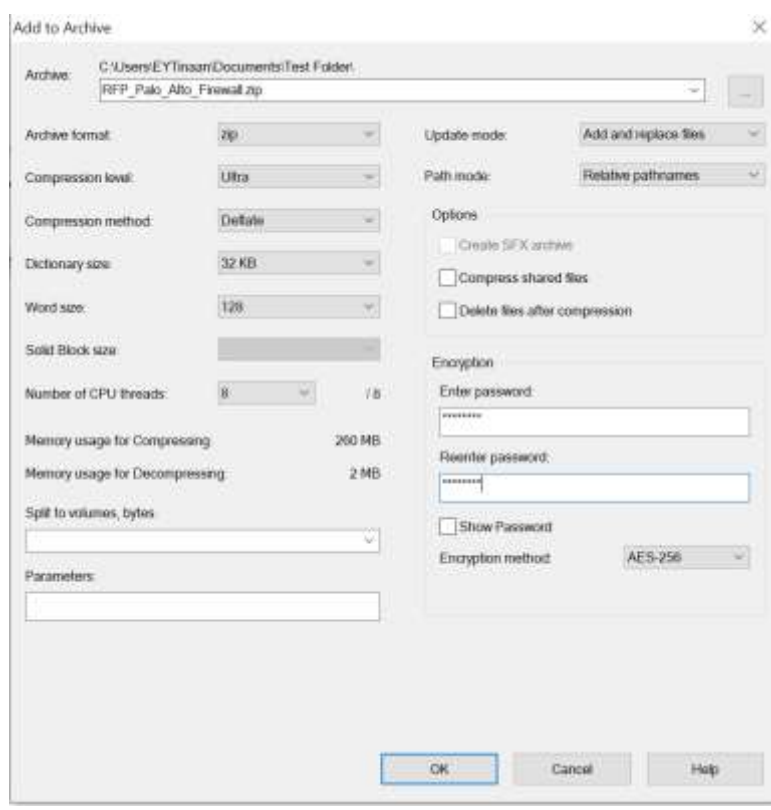 Add to Archive
Archive:
C:\Users\EYTinaan\Documents\Test Folder\
RFP_Palo_Alto_Firewall.zip
...
Archive format: zip
Update mode: Add and replace files
Compression level: Ultra
Path mode: Relative pathnames
Compression method: Deflate
Options
Create SFX archive
Dictionary size: 32 KB
Compress shared files
Word size: 128
Delete files after compression
Solid Block size:
Encryption
Number of CPU threads: 8 / 8
Enter password:
********
Memory usage for Compressing: 260 MB
Reenter password:
Memory usage for Decompressing: 2 MB
********
Split to volumes, bytes:
Show Password
Encryption method: AES-256
Parameters:
OK
Cancel
Help